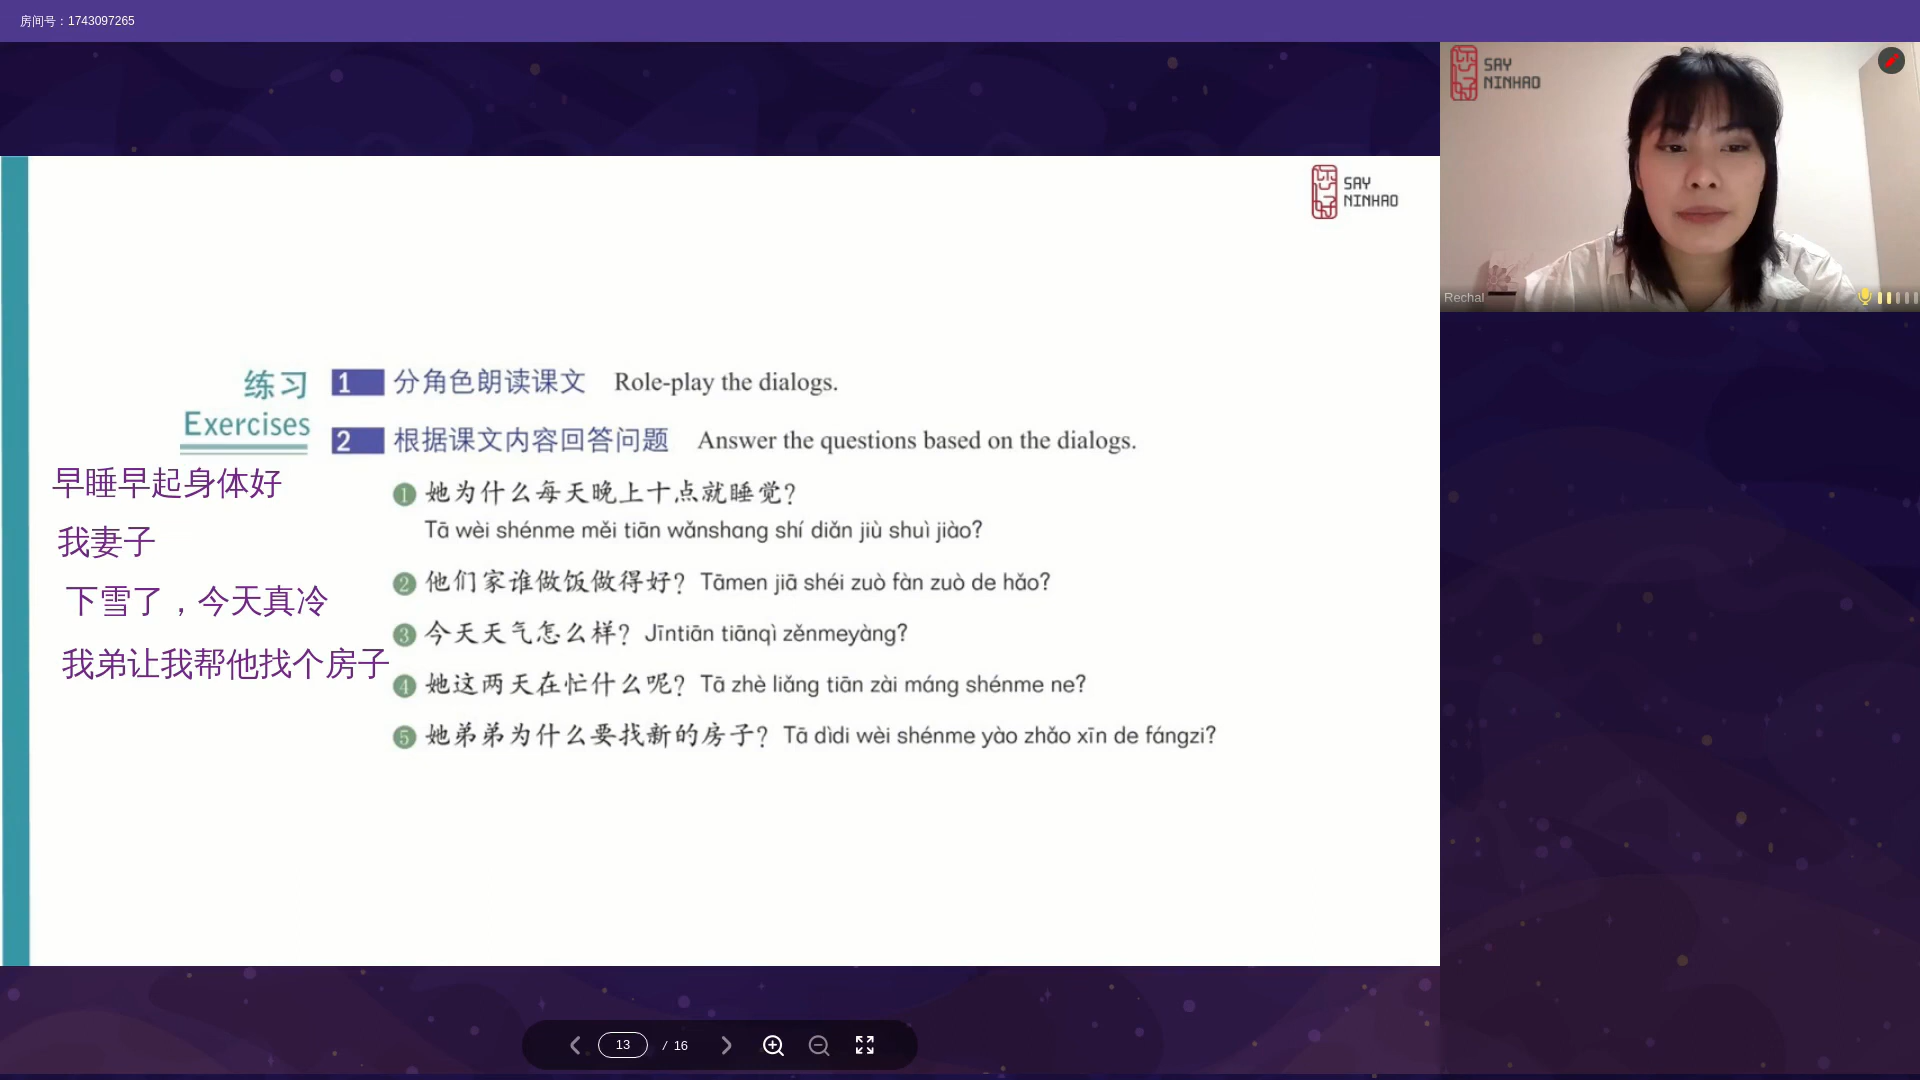 房间号：1743097265
SAY
NINHAO
SAY
NINHAO
Rechal
练习
Exercises
1 分角色朗读课文 Role-play the dialogs.
2 根据课文内容回答问题 Answer the questions based on the dialogs.
1 她为什么每天晚上十点就睡觉？
Tā wèi shénme měi tiān wǎnshang shí diǎn jiù shuì jiào?
2 他们家谁做饭做得好？ Tāmen jiā shéi zuò fàn zuò de hǎo?
3 今天天气怎么样？ Jīntiān tiānqì zěnmeyàng?
4 她这两天在忙什么呢？ Tā zhè liǎng tiān zài máng shénme ne?
5 她弟弟为什么要找新的房子？ Tā dìdi wèi shénme yào zhǎo xīn de fángzi?
早睡早起身体好
我妻子
下雪了，今天真冷
我弟让我帮他找个房子
13 / 16